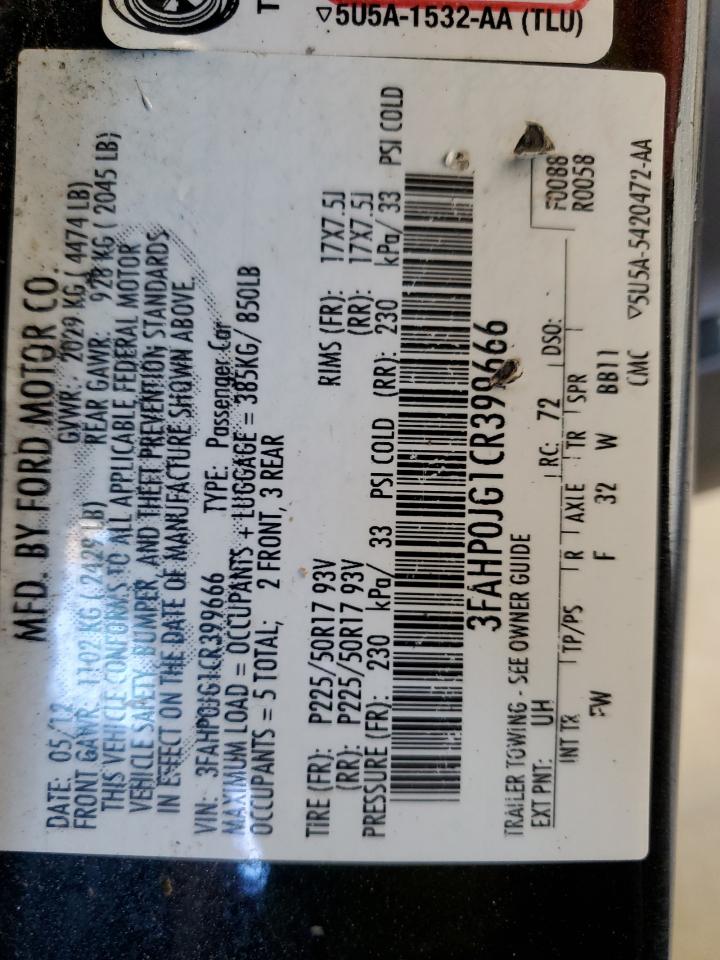 T
▽5U5A-1532-AA (TLU)
MFD. BY FORD MOTOR CO.
DATE: 05/12 GVWR: 2029 KG ( 4474 LB)
FRONT GAWR: 1102 KG ( 2429 LB) REAR GAWR: 928 KG ( 2045 LB)
THIS VEHICLE CONFORMS TO ALL APPLICABLE FEDERAL MOTOR
VEHICLE SAFETY, BUMPER, AND THEFT PREVENTION STANDARDS
IN EFFECT ON THE DATE OF MANUFACTURE SHOWN ABOVE.
VIN: 3FAHP0JG1CR399666 TYPE: Passenger Car
MAXIMUM LOAD = OCCUPANTS + LUGGAGE = 385KG/ 850LB
OCCUPANTS = 5 TOTAL; 2 FRONT, 3 REAR
TIRE (FR): P225/50R17 93V RIMS (FR): 17X7.5J
(RR): P225/50R17 93V (RR): 17X7.5J
PRESSURE (FR): 230 kPa/ 33 PSI COLD (RR): 230 kPa/ 33 PSI COLD
3FAHP0JG1CR399666
TRAILER TOWING - SEE OWNER GUIDE
EXT PNT: UH RC: 72 DSO: F0088
INT TR TP/PS R AXLE TR SPR R0058
FW F 32 W BB11
CMC ▽5U5A-5420472-AA